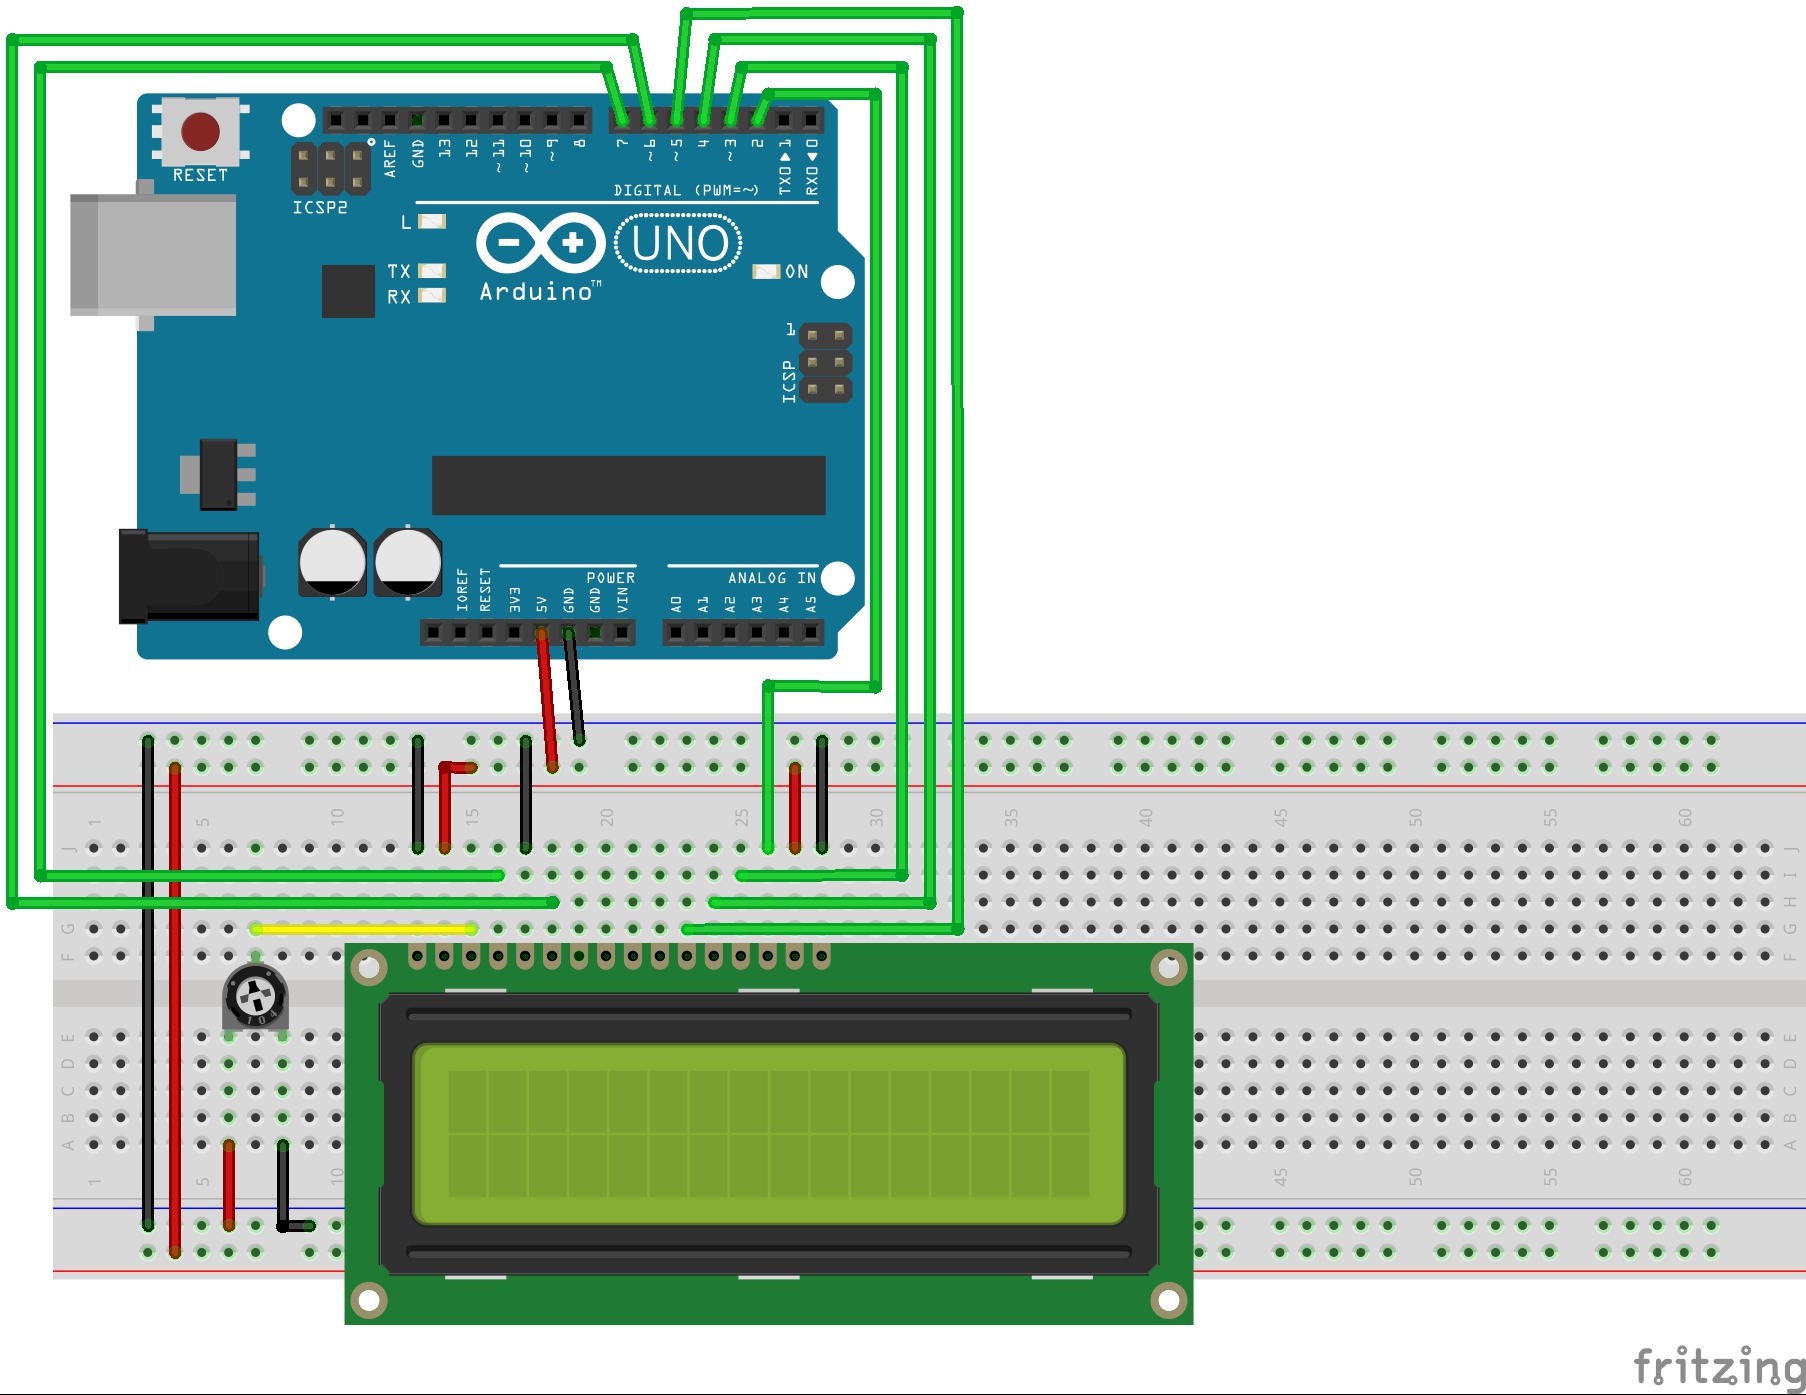 RESET
ICSP2
AREF
GND
13
12
~11
~10
~9
8
7
~6
~5
4
~3
2
TX0▶1
RX0◀0
DIGITAL (PWM=~)
L
TX
RX
Arduino™
UNO
ON
1
ICSP
IOREF
RESET
3V3
5V
GND
GND
VIN
POWER
ANALOG IN
A0
A1
A2
A3
A4
A5
1 5 10 15 20 25 30 35 40 45 50 55 60
J J
I
H
G G
F F
104
E E
D D
C C
B B
A A
1 5 10 45 50 55 60
fritzing